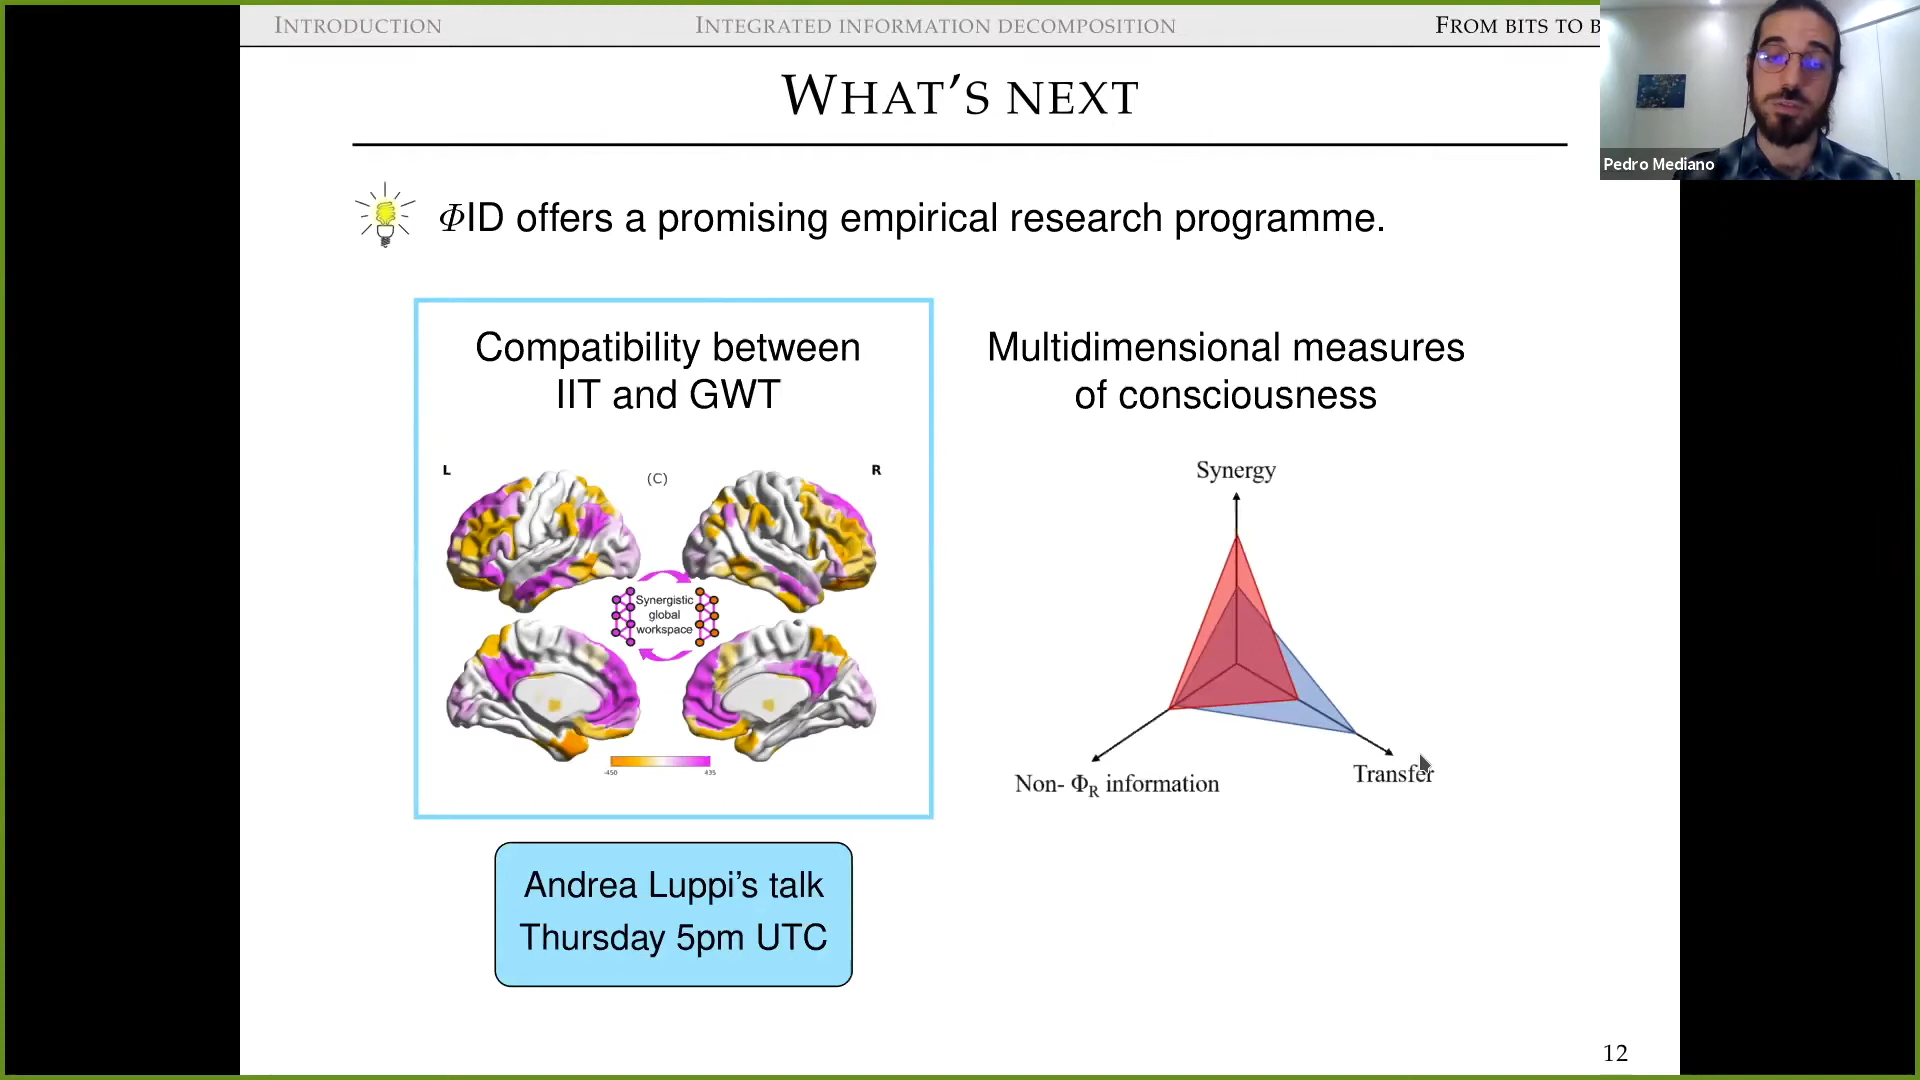 INTRODUCTION
INTEGRATED INFORMATION DECOMPOSITION
FROM BITS TO B
Pedro Mediano
WHAT'S NEXT
ΦID offers a promising empirical research programme.
Compatibility between
IIT and GWT
L
(C)
R
Synergistic
global
workspace
-450
435
Andrea Luppi's talk
Thursday 5pm UTC
Multidimensional measures
of consciousness
Synergy
Non- ΦR information
Transfer
12